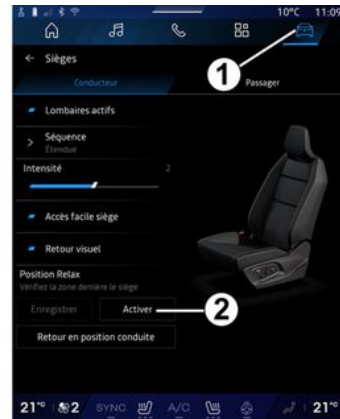 10°C 11:09
1
← Sièges
Conducteur
Passager
Lombaires actifs
> Séquence
Étendue
Intensité
2
Accès facile siège
Retour visuel
Position Relax
Vérifiez la zone derrière le siège
Enregistrer
Activer
2
Retour en position conduite
21°C 2 SYNC A/C 21°C